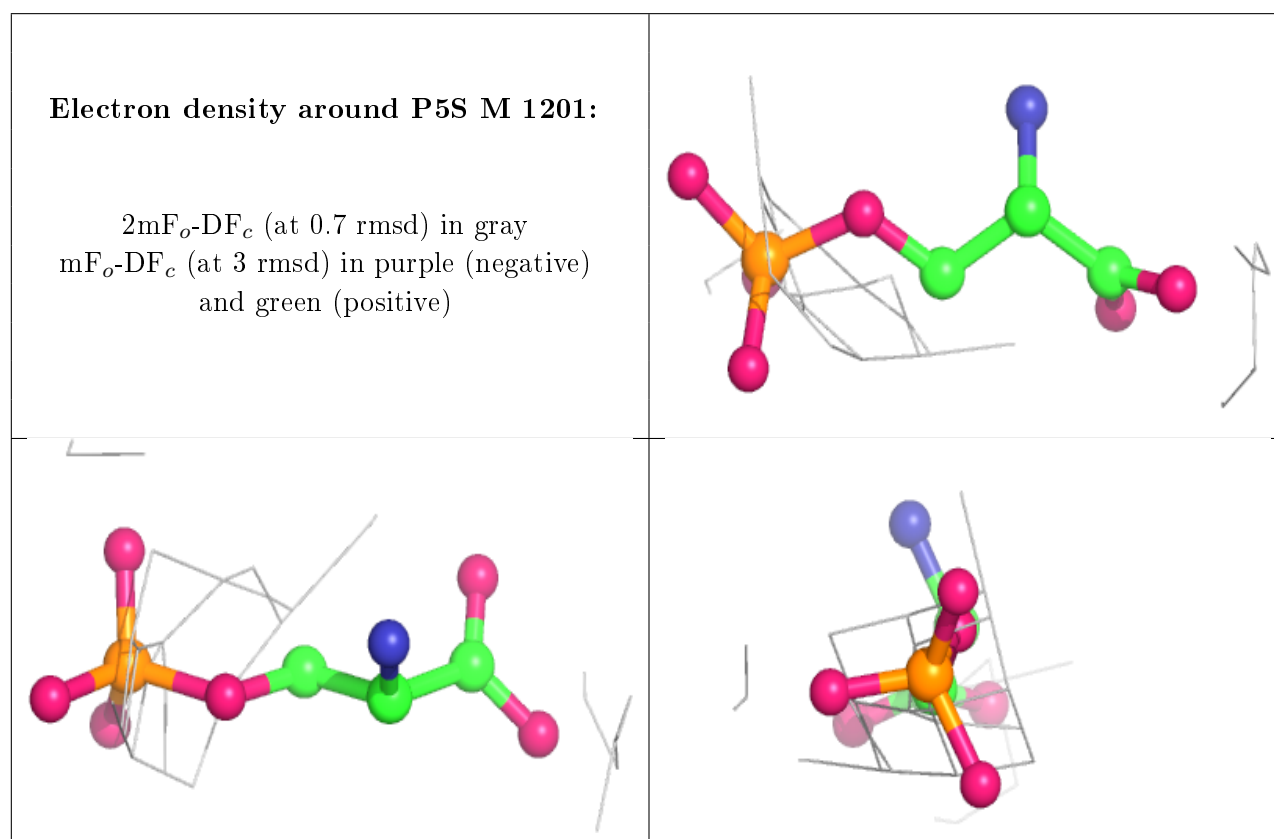 Electron density around P5S M 1201:
2mFo-DFc (at 0.7 rmsd) in gray
mFo-DFc (at 3 rmsd) in purple (negative)
and green (positive)